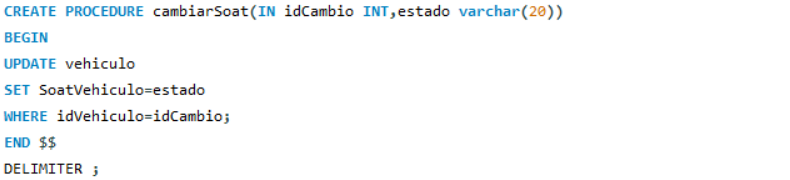 CREATE PROCEDURE cambiarSoat(IN idCambio INT,estado varchar(20))
BEGIN
UPDATE vehiculo
SET SoatVehiculo=estado
WHERE idVehiculo=idCambio;
END $$
DELIMITER ;